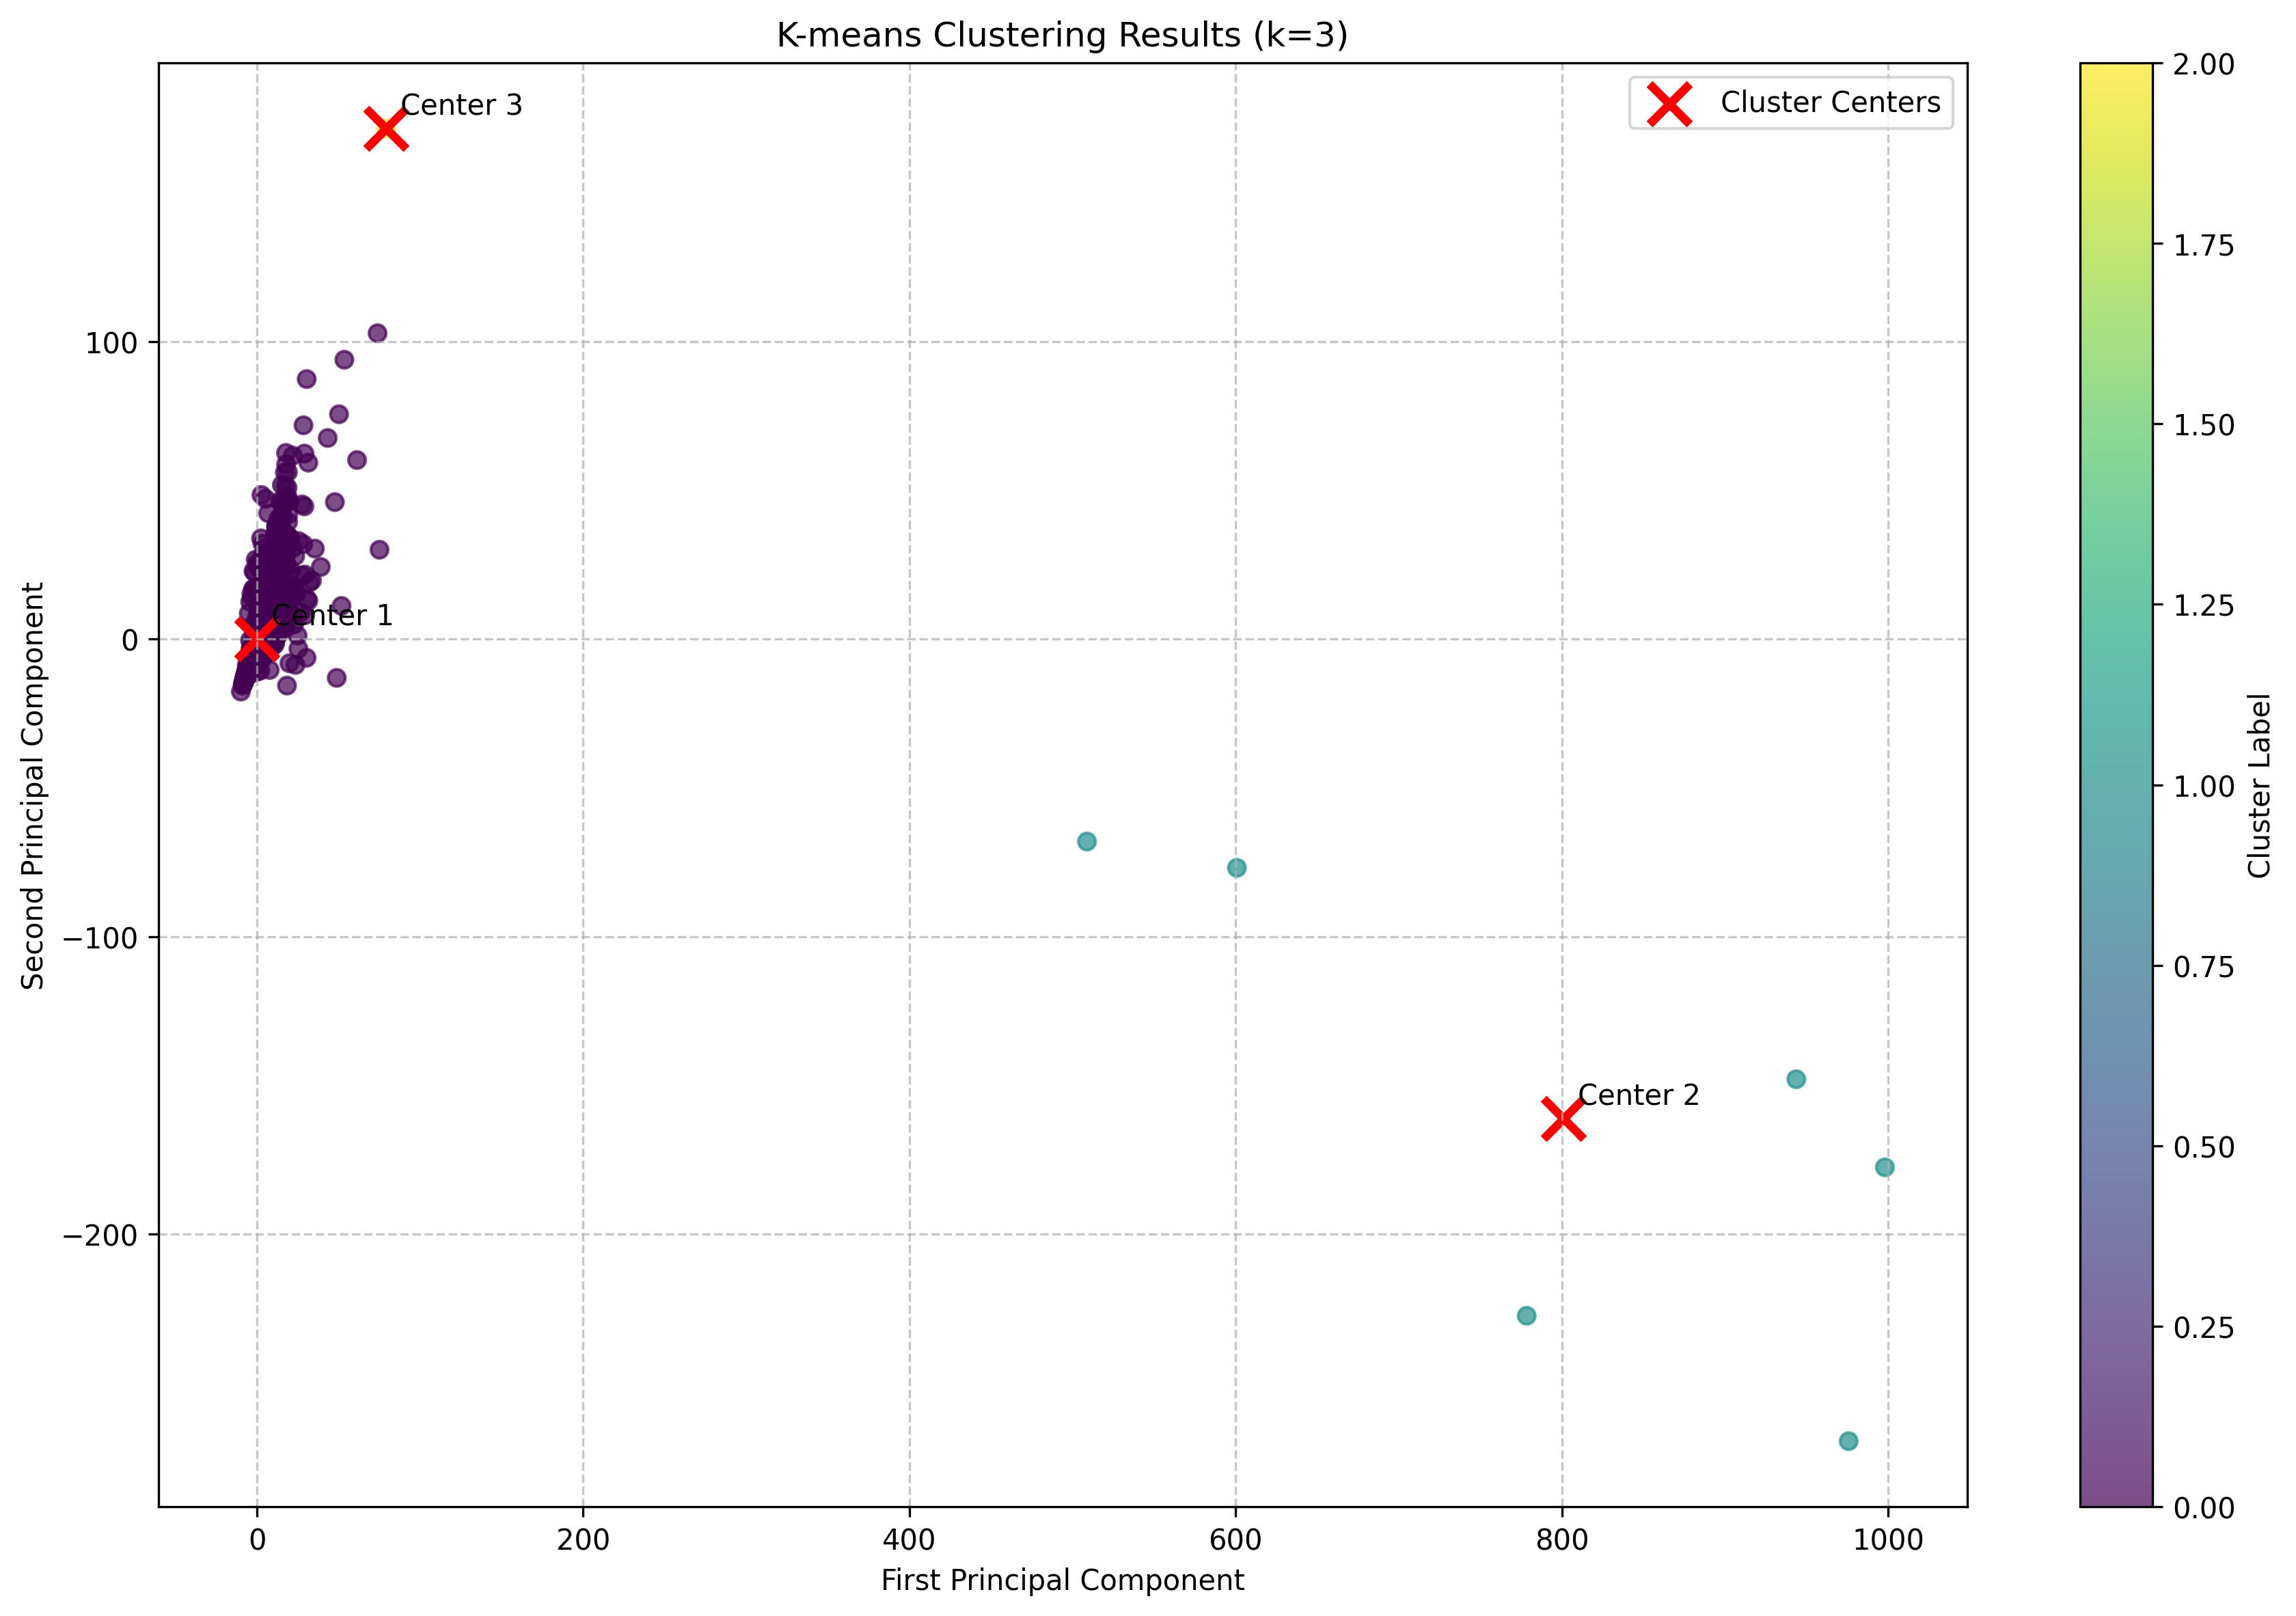 K-means Clustering Results (k=3)
Center 3
Cluster Centers
Center 1
Center 2
100
0
−100
−200
Second Principal Component
0
200
400
600
800
1000
First Principal Component
2.00
1.75
1.50
1.25
1.00
0.75
0.50
0.25
0.00
Cluster Label